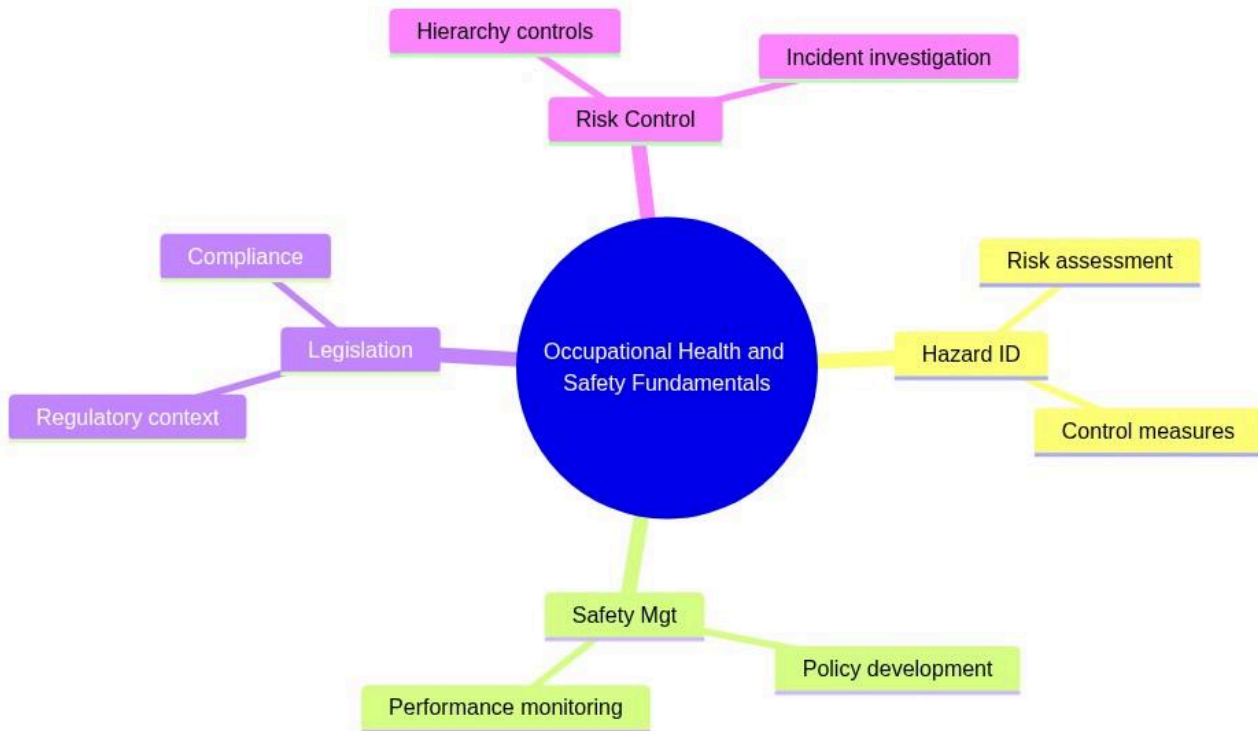 Hierarchy controls
Incident investigation
Risk Control
Compliance
Risk assessment
Legislation
Occupational Health and
Safety Fundamentals
Hazard ID
Regulatory context
Control measures
Safety Mgt
Policy development
Performance monitoring